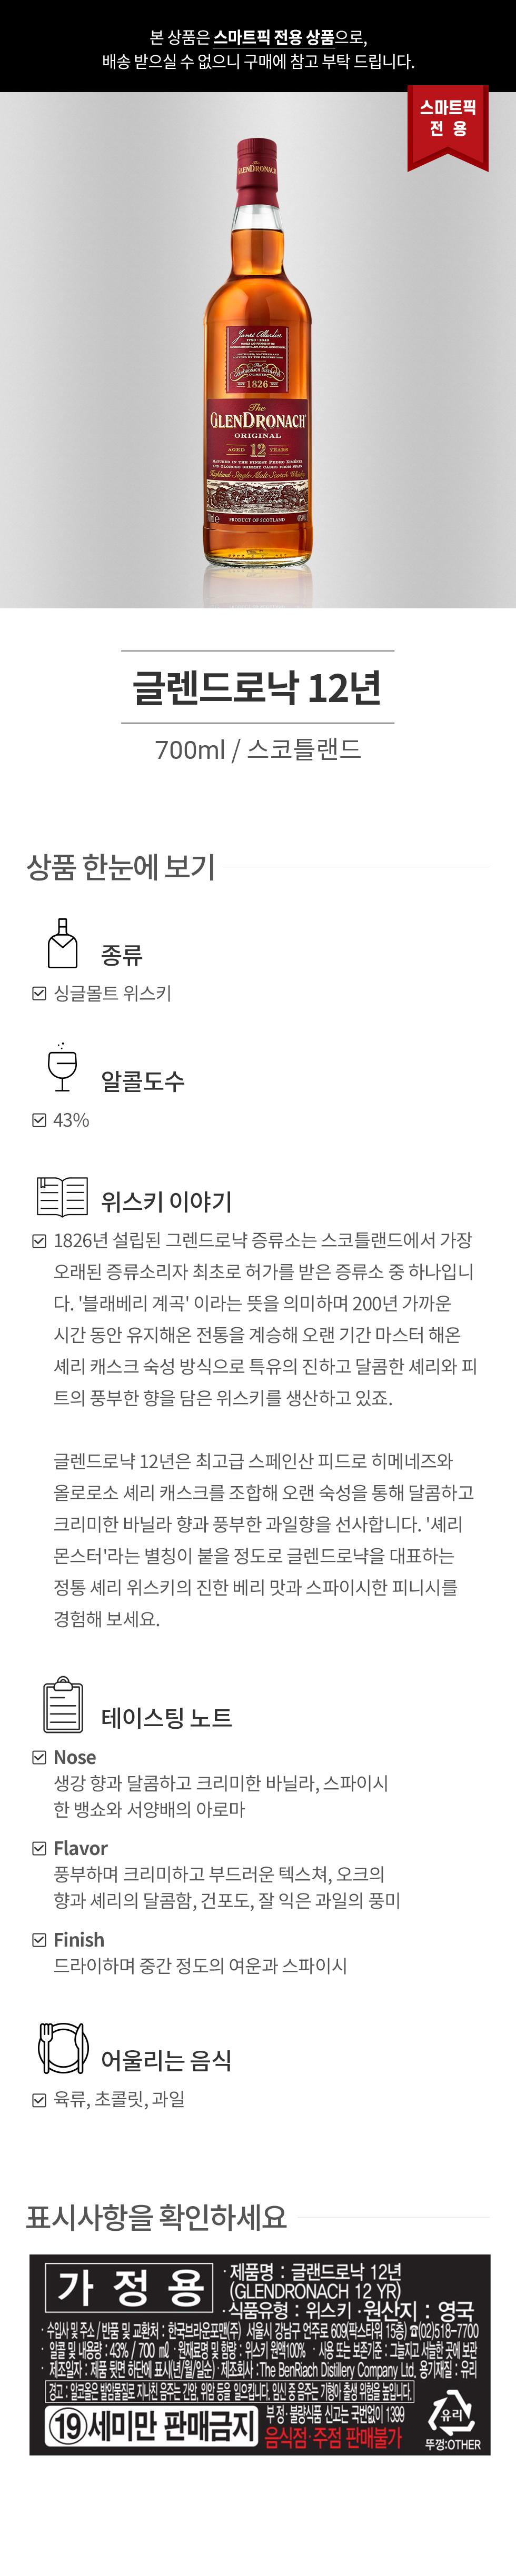 본 상품은 스마트픽 전용 상품으로,
배송 받으실 수 없으니 구매에 참고 부탁 드립니다.
스마트픽
전 용
The
GLENDRONACH
James Allardice
1826
The
GLENDRONACH
ORIGINAL
AGED 12 YEARS
MATURED IN THE FINEST PEDRO XIMÉNEZ
AND OLOROSO SHERRY CASKS FROM SPAIN
Highland Single Malt Scotch Whisky
PRODUCT OF SCOTLAND
글렌드로낙 12년
700ml / 스코틀랜드
상품 한눈에 보기
종류
싱글몰트 위스키
알콜도수
43%
위스키 이야기
1826년 설립된 그렌드로냑 증류소는 스코틀랜드에서 가장
오래된 증류소리자 최초로 허가를 받은 증류소 중 하나입니
다. '블래베리 계곡' 이라는 뜻을 의미하며 200년 가까운
시간 동안 유지해온 전통을 계승해 오랜 기간 마스터 해온
셰리 캐스크 숙성 방식으로 특유의 진하고 달콤한 셰리와 피
트의 풍부한 향을 담은 위스키를 생산하고 있죠.
글렌드로냑 12년은 최고급 스페인산 피드로 히메네즈와
올로로소 셰리 캐스크를 조합해 오랜 숙성을 통해 달콤하고
크리미한 바닐라 향과 풍부한 과일향을 선사합니다. '셰리
몬스터'라는 별칭이 붙을 정도로 글렌드로냑을 대표하는
정통 셰리 위스키의 진한 베리 맛과 스파이시한 피니시를
경험해 보세요.
테이스팅 노트
Nose
생강 향과 달콤하고 크리미한 바닐라, 스파이시
한 뱅쇼와 서양배의 아로마
Flavor
풍부하며 크리미하고 부드러운 텍스쳐, 오크의
향과 셰리의 달콤함, 건포도, 잘 익은 과일의 풍미
Finish
드라이하며 중간 정도의 여운과 스파이시
어울리는 음식
육류, 초콜릿, 과일
표시사항을 확인하세요
가 정 용
· 제품명 : 글랜드로낙 12년
(GLENDRONACH 12 YR)
· 식품유형 : 위스키 · 원산지 : 영국
· 수입사 및 주소 / 반품 및 교환처 : 한국브라운포맨(주) 서울시 강남구 언주로 609(팍스타워 15층) ☎(02)518-7700
· 알콜 및 내용량 : 43% / 700 ㎖ · 원재료명 및 함량 : 위스키 원액100% · 사용 또는 보존기준 : 그늘지고 서늘한 곳에 보관
· 제조일자 : 제품 뒷면 하단에 표시(년/월/일순) · 제조회사 : The BenRiach Distillery Company Ltd, 용기재질 : 유리
경고 : 알코올은 발암물질로 지나친 음주는 간암, 위암 등을 일으킵니다. 임신 중 음주는 기형아 출생 위험을 높입니다.
19세미만 판매금지
부정·불량식품 신고는 국번없이 1399
음식점·주점 판매불가
유리
뚜껑:OTHER